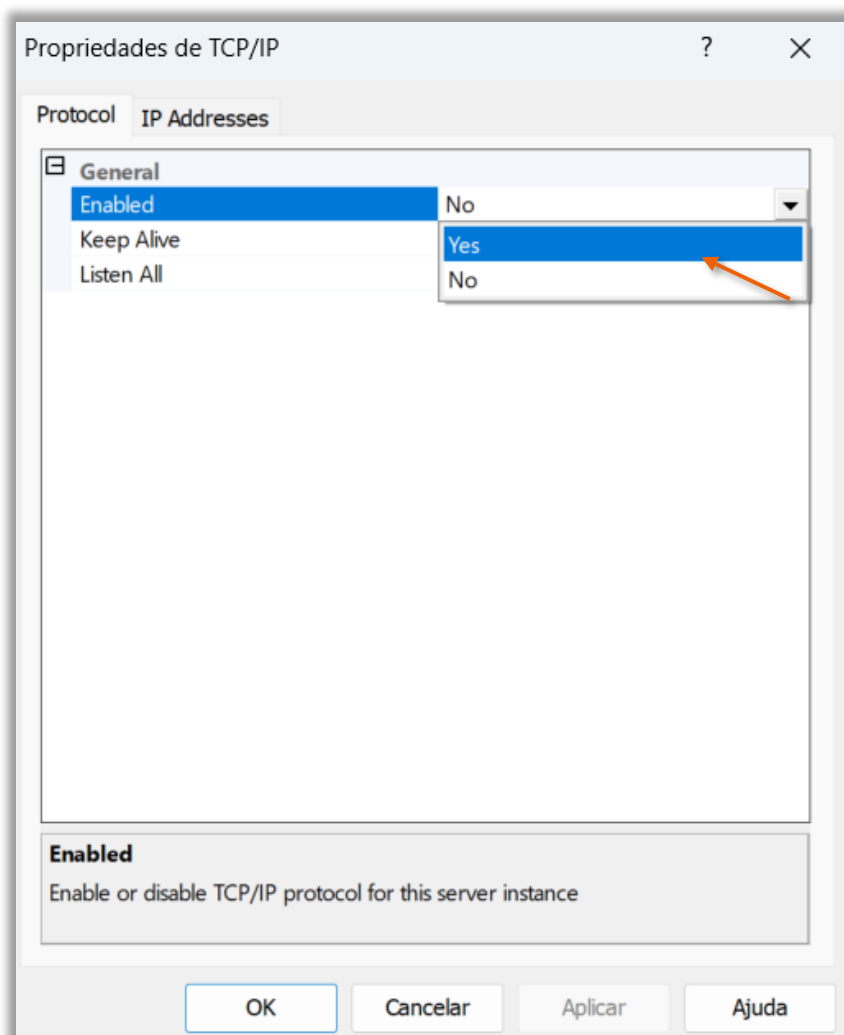 Propriedades de TCP/IP ?
Protocol IP Addresses
General
Enabled No
Keep Alive Yes
Listen All No
Enabled
Enable or disable TCP/IP protocol for this server instance
OK Cancelar Aplicar Ajuda